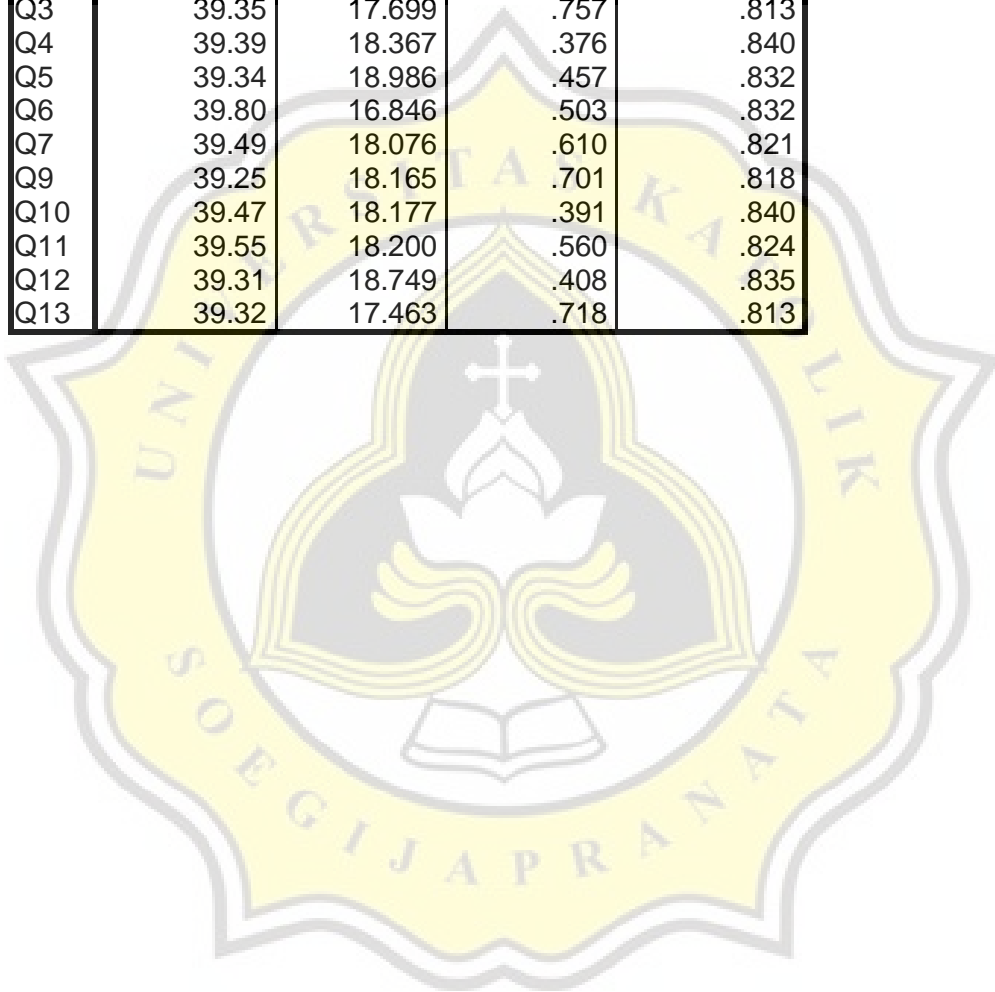 Q3 39.35 17.699 .757 .813
Q4 39.39 18.367 .376 .840
Q5 39.34 18.986 .457 .832
Q6 39.80 16.846 .503 .832
Q7 39.49 18.076 .610 .821
Q9 39.25 18.165 .701 .818
Q10 39.47 18.177 .391 .840
Q11 39.55 18.200 .560 .824
Q12 39.31 18.749 .408 .835
Q13 39.32 17.463 .718 .813
UNIVERSITAS KATOLIK
SOEGIJAPRANATA